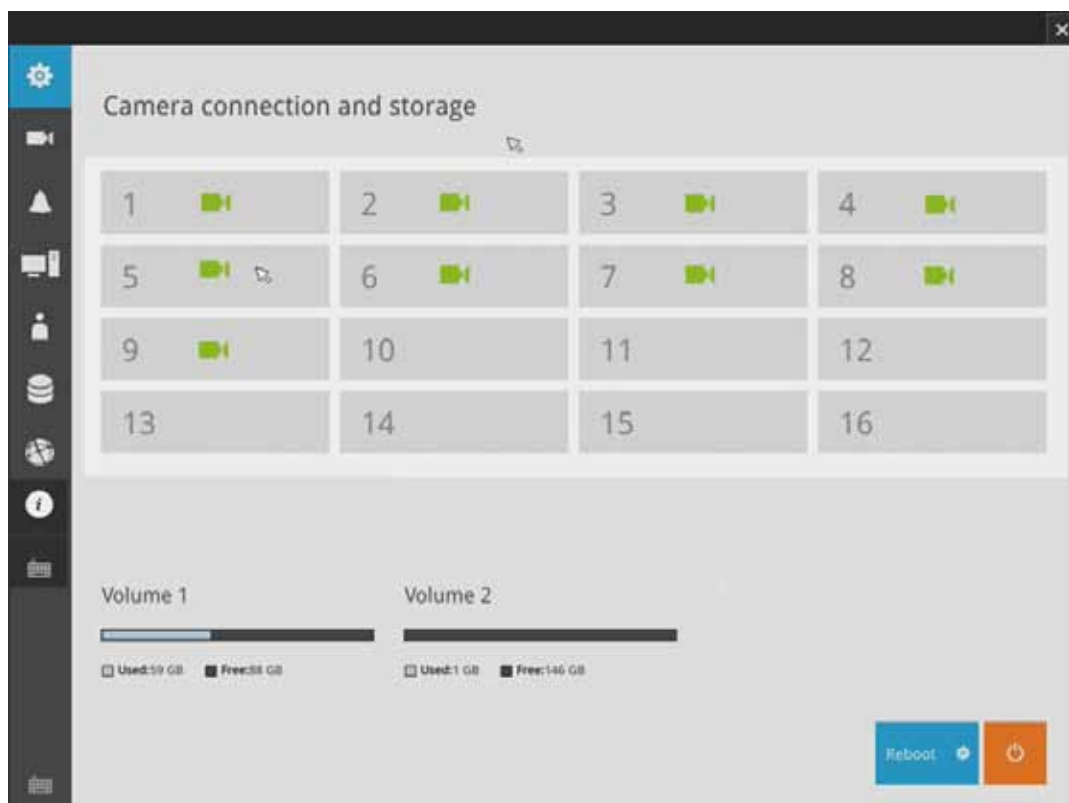 Camera connection and storage
1 2 3 4
5 6 7 8
9 10 11 12
13 14 15 16
Volume 1 Volume 2
Used:59 GB Free:88 GB Used:1 GB Free:146 GB
Reboot